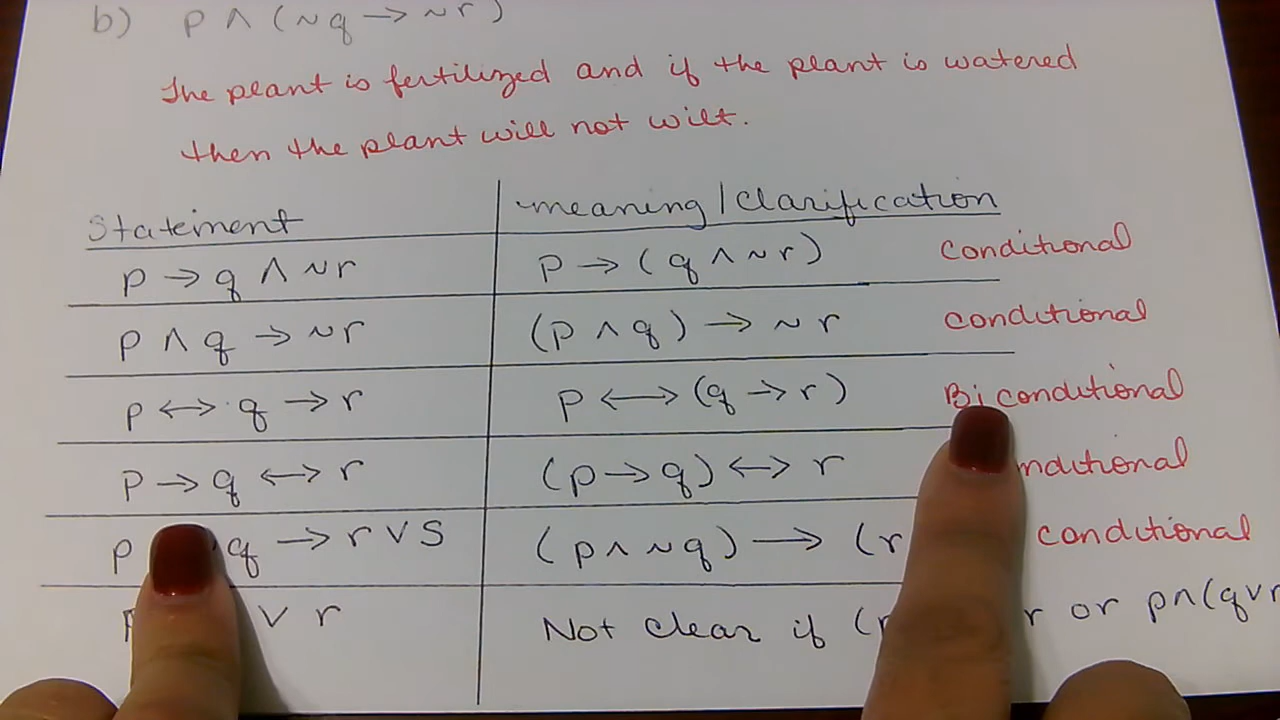 b) p ∧ (~q → ~r)
The plant is fertilized and if the plant is watered
then the plant will not wilt.
Statement meaning/Clarification
p → q ∧ ~r p → (q ∧ ~r) Conditional
p ∧ q → ~r (p ∧ q) → ~r Conditional
p ↔ q → r p ↔ (q → r) Biconditional
p → q ↔ r (p → q) ↔ r
p q → r ∨ S (p ∧ ~q) → (r Conditional
∨ r Not clear if ( r or p∧(q∨r